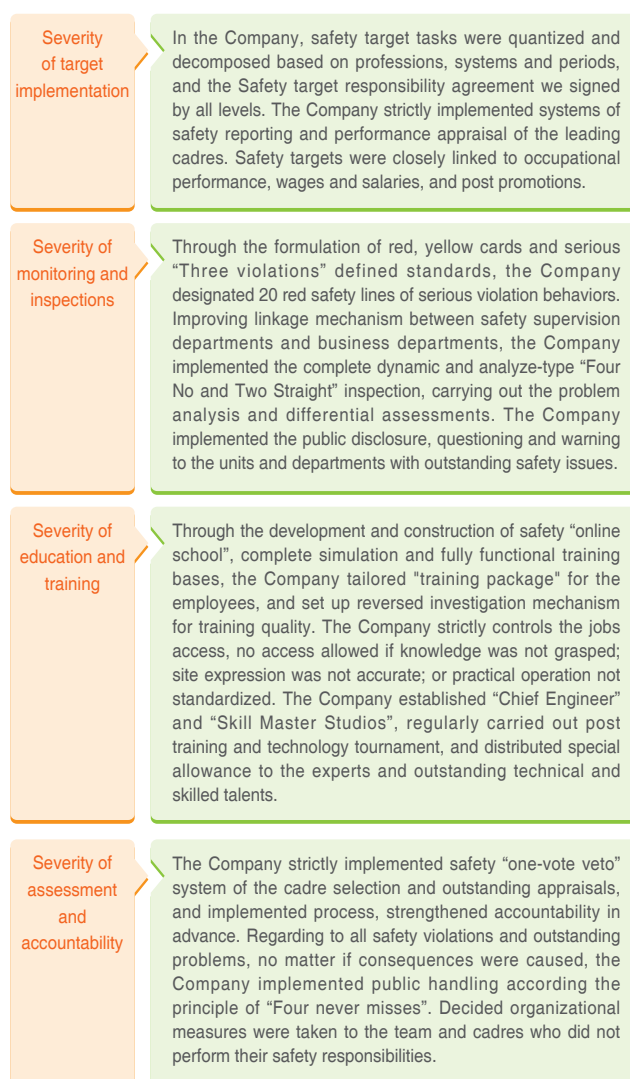 Severity
of target
implementation
In the Company, safety target tasks were quantized and
decomposed based on professions, systems and periods,
and the Safety target responsibility agreement we signed
by all levels. The Company strictly implemented systems of
safety reporting and performance appraisal of the leading
cadres. Safety targets were closely linked to occupational
performance, wages and salaries, and post promotions.
Severity of
monitoring and
inspections
Through the formulation of red, yellow cards and serious
“Three violations” defined standards, the Company
designated 20 red safety lines of serious violation behaviors.
Improving linkage mechanism between safety supervision
departments and business departments, the Company
implemented the complete dynamic and analyze-type “Four
No and Two Straight” inspection, carrying out the problem
analysis and differential assessments. The Company
implemented the public disclosure, questioning and warning
to the units and departments with outstanding safety issues.
Severity of
education and
training
Through the development and construction of safety “online
school”, complete simulation and fully functional training
bases, the Company tailored "training package" for the
employees, and set up reversed investigation mechanism
for training quality. The Company strictly controls the jobs
access, no access allowed if knowledge was not grasped;
site expression was not accurate; or practical operation not
standardized. The Company established “Chief Engineer”
and “Skill Master Studios”, regularly carried out post
training and technology tournament, and distributed special
allowance to the experts and outstanding technical and
skilled talents.
Severity of
assessment
and
accountability
The Company strictly implemented safety “one-vote veto”
system of the cadre selection and outstanding appraisals,
and implemented process, strengthened accountability in
advance. Regarding to all safety violations and outstanding
problems, no matter if consequences were caused, the
Company implemented public handling according the
principle of “Four never misses”. Decided organizational
measures were taken to the team and cadres who did not
perform their safety responsibilities.